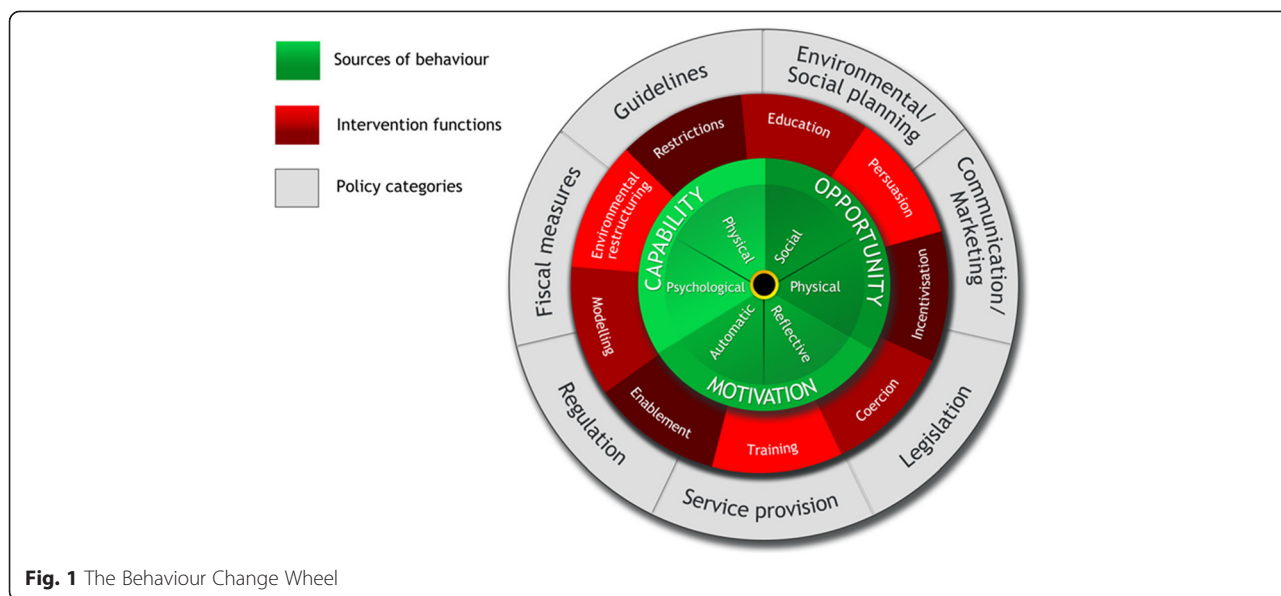 Sources of behaviour
Intervention functions
Policy categories
Guidelines
Environmental/
Social planning
Communication/
Marketing
Legislation
Service provision
Regulation
Fiscal measures
Restrictions
Education
Persuasion
Incentivisation
Coercion
Training
Enablement
Modelling
Environmental
restructuring
CAPABILITY
OPPORTUNITY
MOTIVATION
Physical
Social
Physical
Reflective
Automatic
Psychological
Fig. 1 The Behaviour Change Wheel